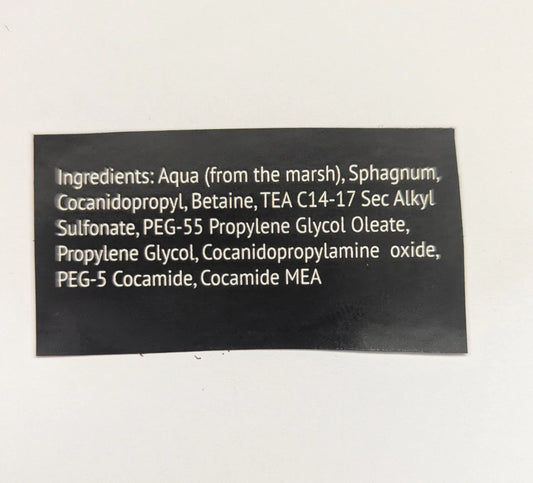 Ingredients: Aqua (from the marsh), Sphagnum,
Cocanidopropyl, Betaine, TEA C14-17 Sec Alkyl
Sulfonate, PEG-55 Propylene Glycol Oleate,
Propylene Glycol, Cocanidopropylamine oxide,
PEG-5 Cocamide, Cocamide MEA